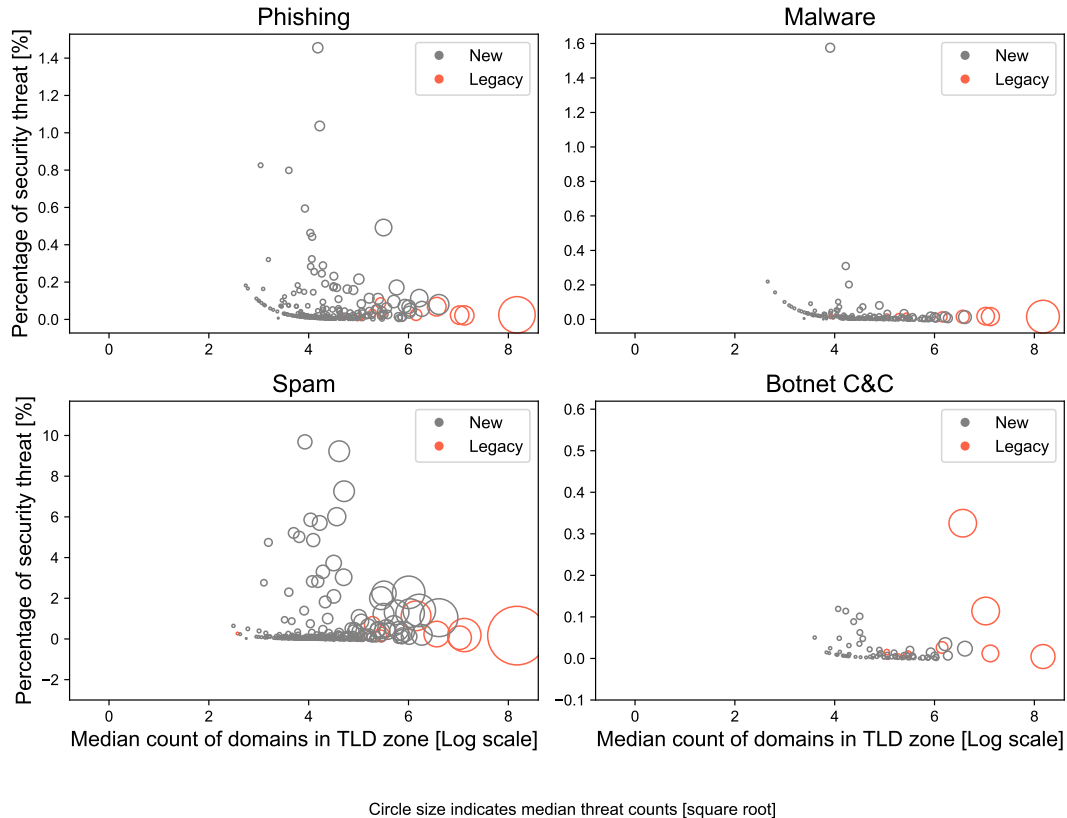 Phishing
Percentage of security threat [%]
1.4
1.2
1.0
0.8
0.6
0.4
0.2
0.0
0 2 4 6 8
New
Legacy
Malware
1.6
1.4
1.2
1.0
0.8
0.6
0.4
0.2
0.0
0 2 4 6 8
New
Legacy
Spam
Percentage of security threat [%]
10
8
6
4
2
0
−2
0 2 4 6 8
New
Legacy
Median count of domains in TLD zone [Log scale]
Botnet C&C
0.6
0.5
0.4
0.3
0.2
0.1
0.0
−0.1
0 2 4 6 8
New
Legacy
Median count of domains in TLD zone [Log scale]
Circle size indicates median threat counts [square root]